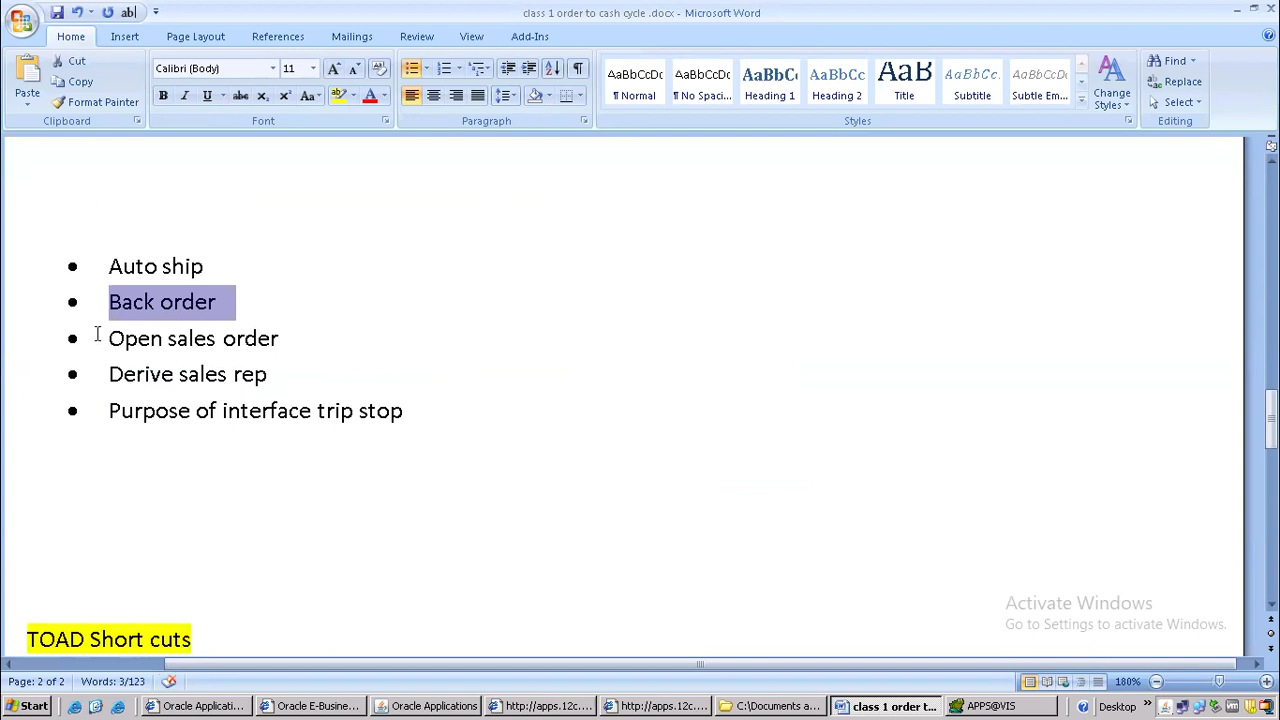 class 1 order to cash cycle .docx - Microsoft Word
Home Insert Page Layout References Mailings Review View Add-Ins
Paste Cut Copy Format Painter Clipboard
Calibri (Body) 11 Font
Paragraph
AaBbCcDc AaBbCcDc AaBbC AaBbCc AaB AaBbCc. AaBbCcDc
¶ Normal ¶ No Spaci... Heading 1 Heading 2 Title Subtitle Subtle Em...
Change Styles
Styles
Find Replace Select Editing
• Auto ship
• Back order
• Open sales order
• Derive sales rep
• Purpose of interface trip stop
Activate Windows
Go to Settings to activate Windows.
TOAD Short cuts
Page: 2 of 2 Words: 3/123 180%
Start Oracle Applicati... Oracle E-Busine... Oracle Applications http://apps.12c... http://apps.12c... C:\Documents a... class 1 order t... APPS@VIS Desktop